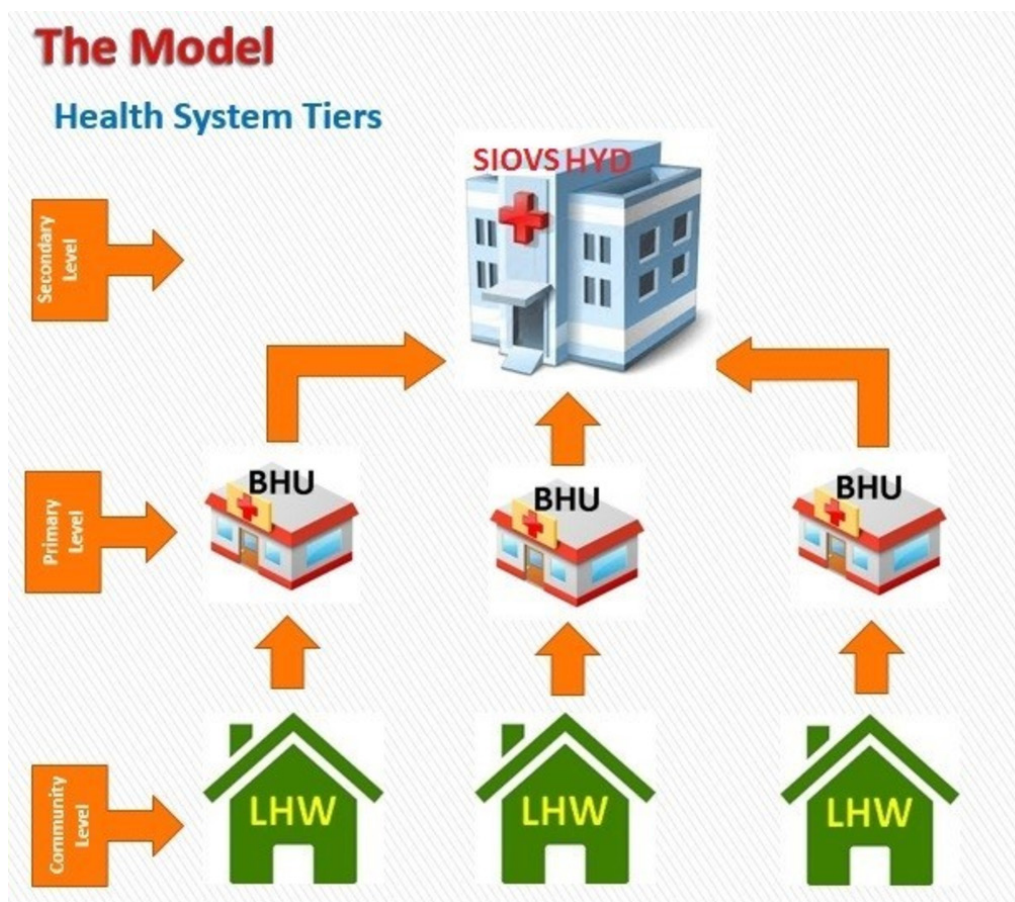 The Model
Health System Tiers
SIOVS HYD
Secondary
Level
BHU
BHU
BHU
Primary
Level
LHW
LHW
LHW
Community
Level